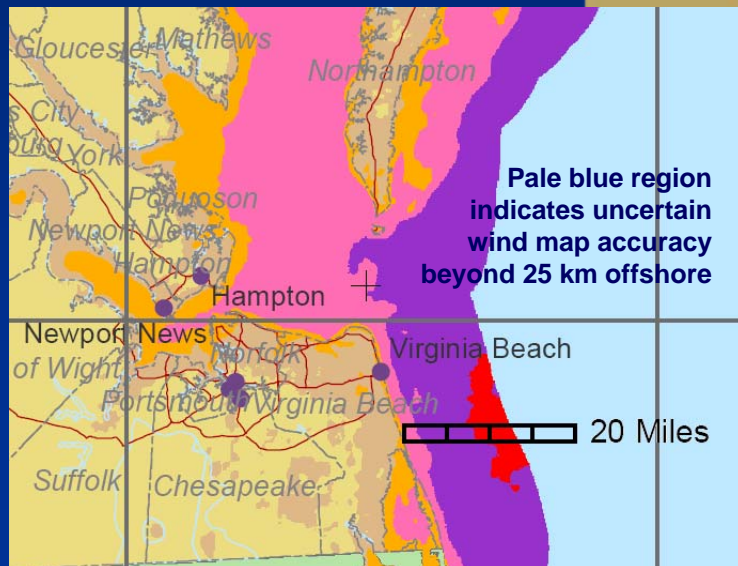 Gloucester
Mathews
Northampton
s City
burg
York
Poquoson
Newport News
Hampton
Hampton
Pale blue region
indicates uncertain
wind map accuracy
beyond 25 km offshore
Newport News
Norfolk
Virginia Beach
of Wight
Portsmouth
Virginia Beach
20 Miles
Suffolk
Chesapeake